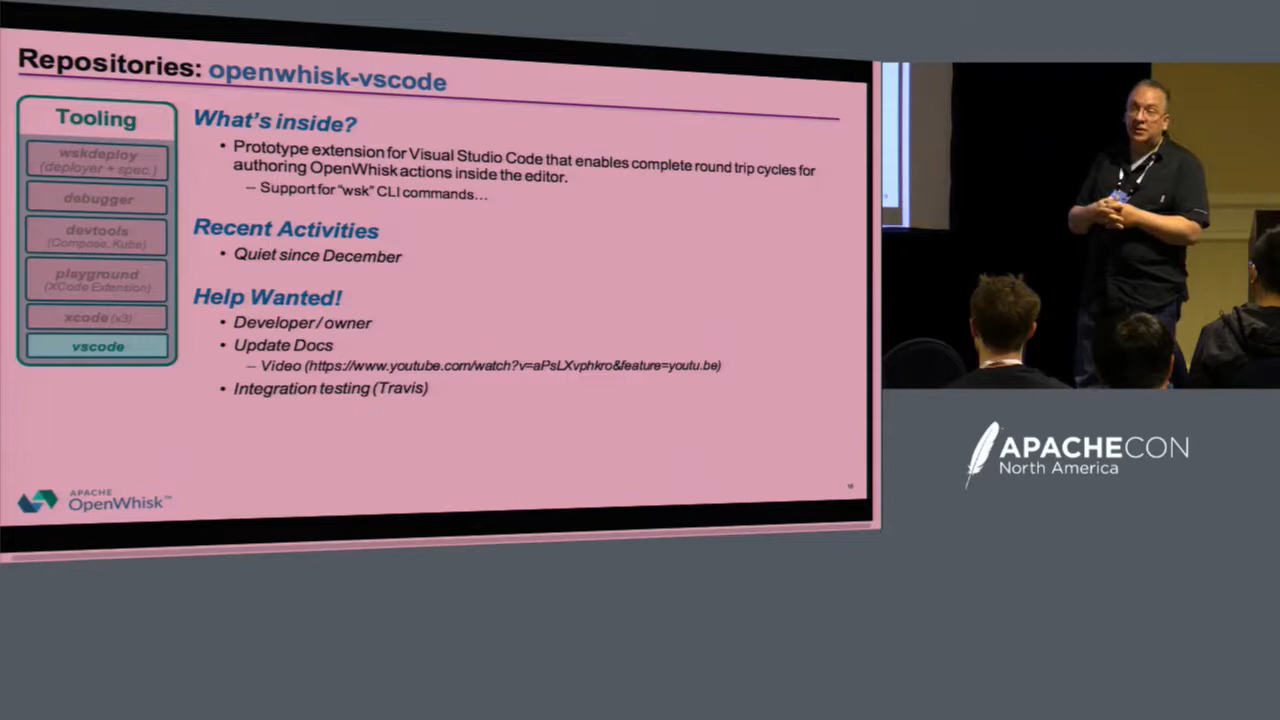 Repositories: openwhisk-vscode
Tooling
wskdeploy
(deployer + spec.)
debugger
devtools
(Compose, Kube)
playground
(XCode Extension)
xcode (x3)
vscode
What's inside?
• Prototype extension for Visual Studio Code that enables complete round trip cycles for
authoring OpenWhisk actions inside the editor.
– Support for "wsk" CLI commands…
Recent Activities
• Quiet since December
Help Wanted!
• Developer / owner
• Update Docs
– Video (https://www.youtube.com/watch?v=aPsLXvphkro&feature=youtu.be)
• Integration testing (Travis)
APACHE
OpenWhisk™
16
APACHECON
North America